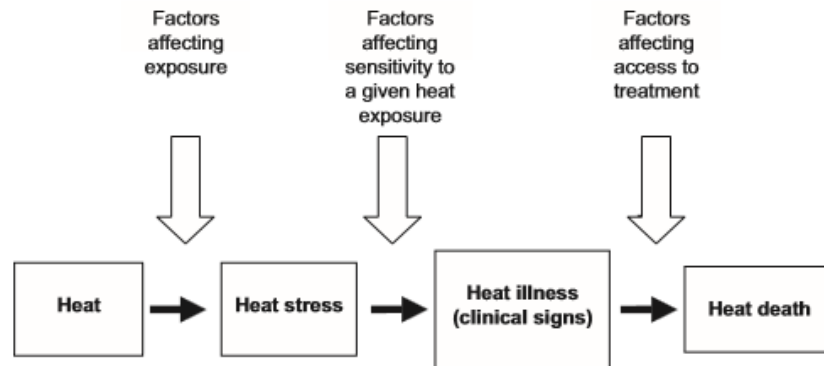 Factors
affecting
exposure
Factors
affecting
sensitivity to
a given heat
exposure
Factors
affecting
access to
treatment
Heat
Heat stress
Heat illness
(clinical signs)
Heat death